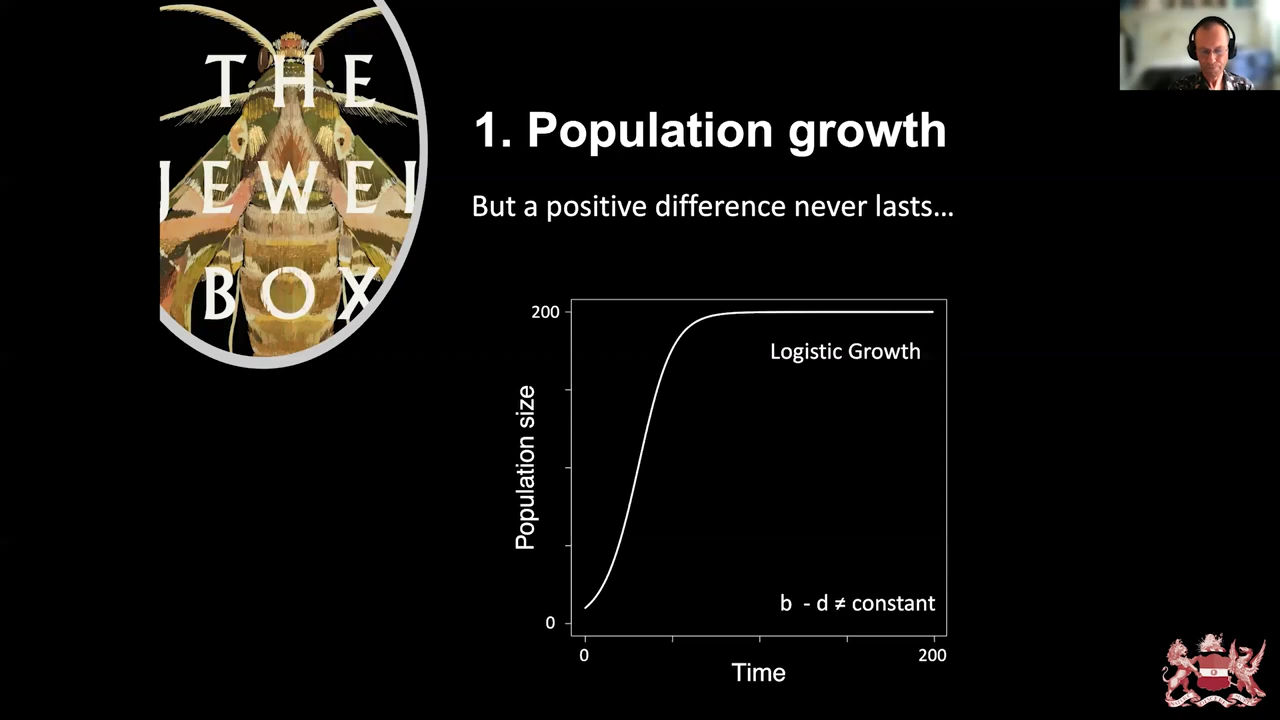 THE
JEWEL
BOX
1. Population growth
But a positive difference never lasts...
200
Logistic Growth
Population size
b - d ≠ constant
0
0
200
Time